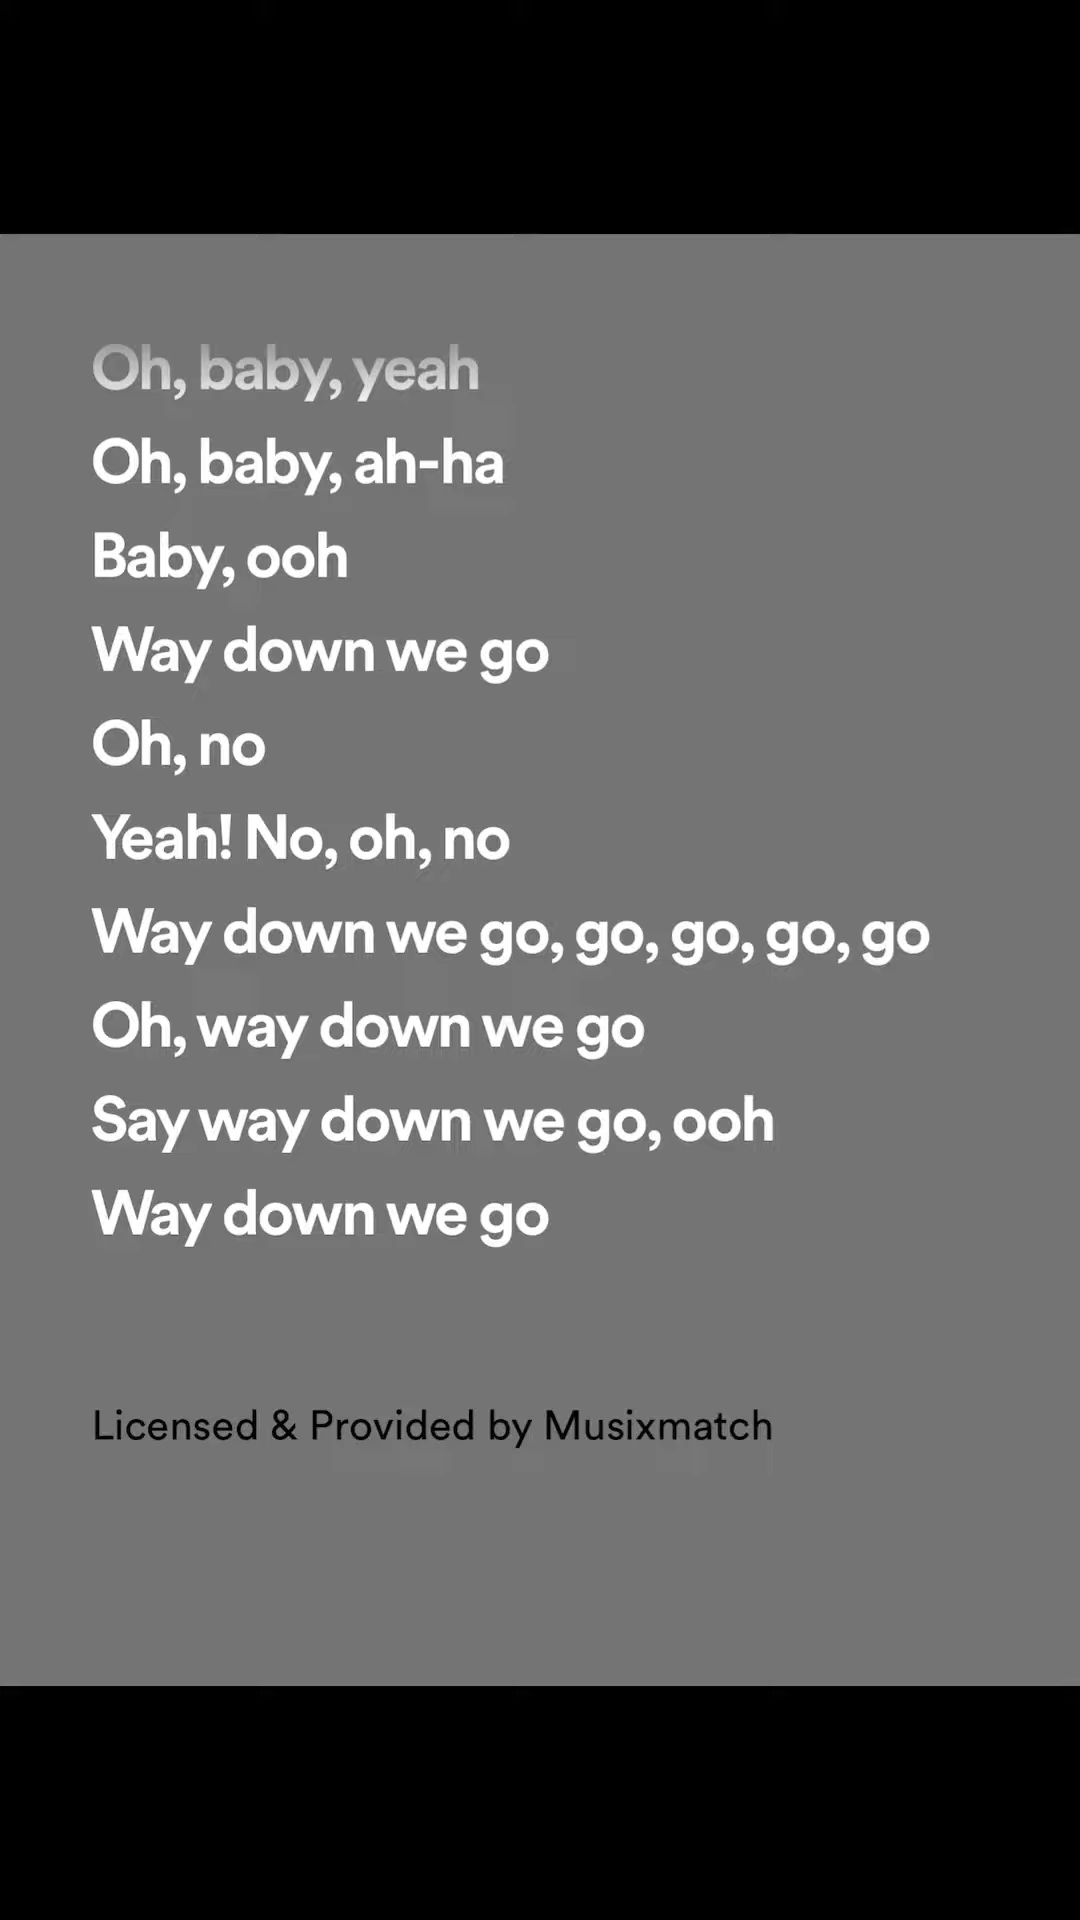 Oh, baby, yeah
Oh, baby, ah-ha
Baby, ooh
Way down we go
Oh, no
Yeah! No, oh, no
Way down we go, go, go, go, go
Oh, way down we go
Say way down we go, ooh
Way down we go
Licensed & Provided by Musixmatch